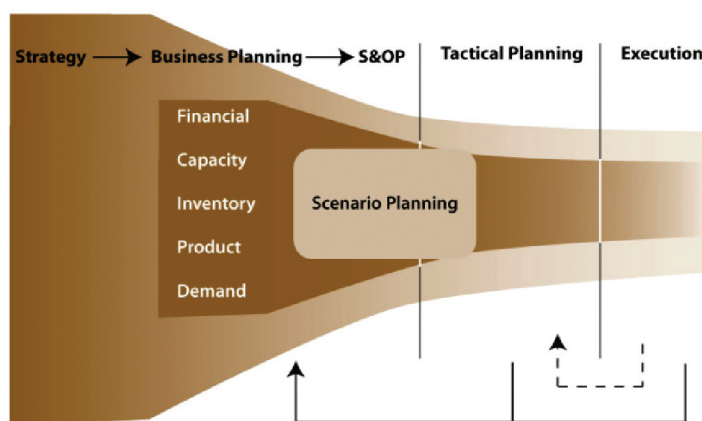 Strategy Business Planning S&OP Tactical Planning Execution
Financial
Capacity
Inventory
Product
Demand
Scenario Planning